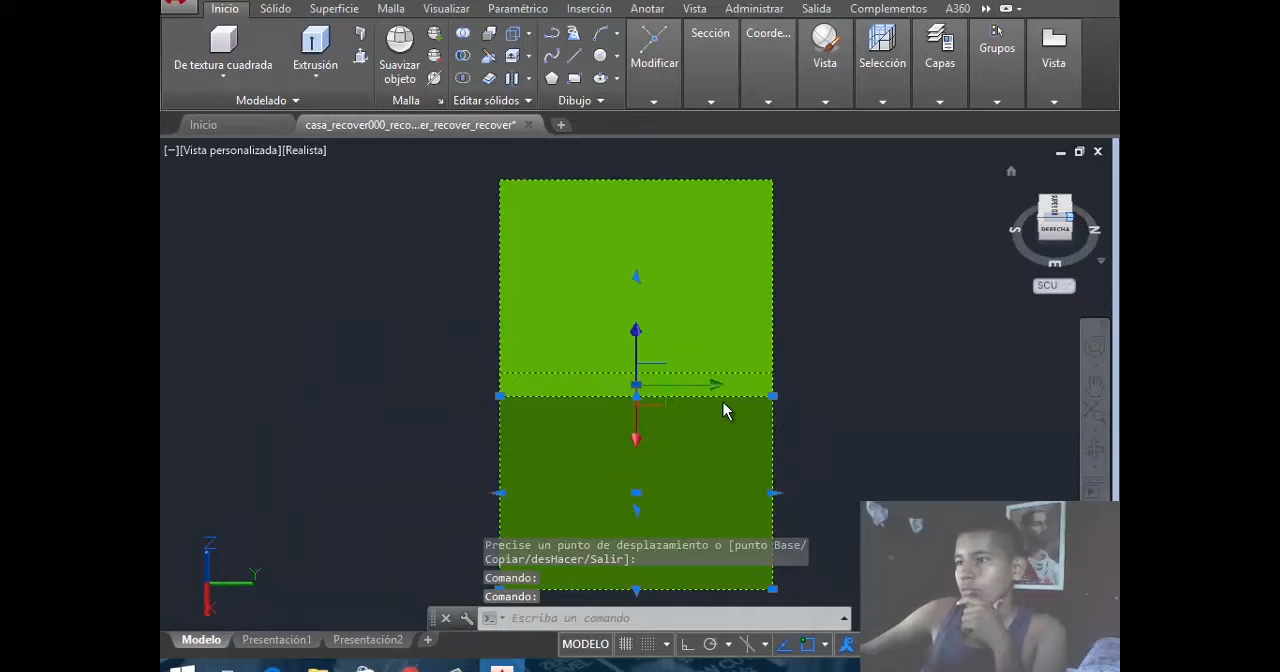 Inicio Sólido Superficie Malla Visualizar Paramétrico Inserción Anotar Vista Administrar Salida Complementos A360
De textura cuadrada Extrusión Suavizar objeto Modificar Sección Coorde... Vista Selección Capas Grupos Vista
Modelado Malla Editar sólidos Dibujo
Inicio casa_recover000_reco...er_recover_recover*
[−][Vista personalizada][Realista]
DERECHA
S N
E
SCU
Precise un punto de desplazamiento o [punto Base/
Copiar/desHacer/Salir]:
Comando:
Comando:
Escriba un comando
Z
Y
X
Modelo Presentación1 Presentación2 + MODELO